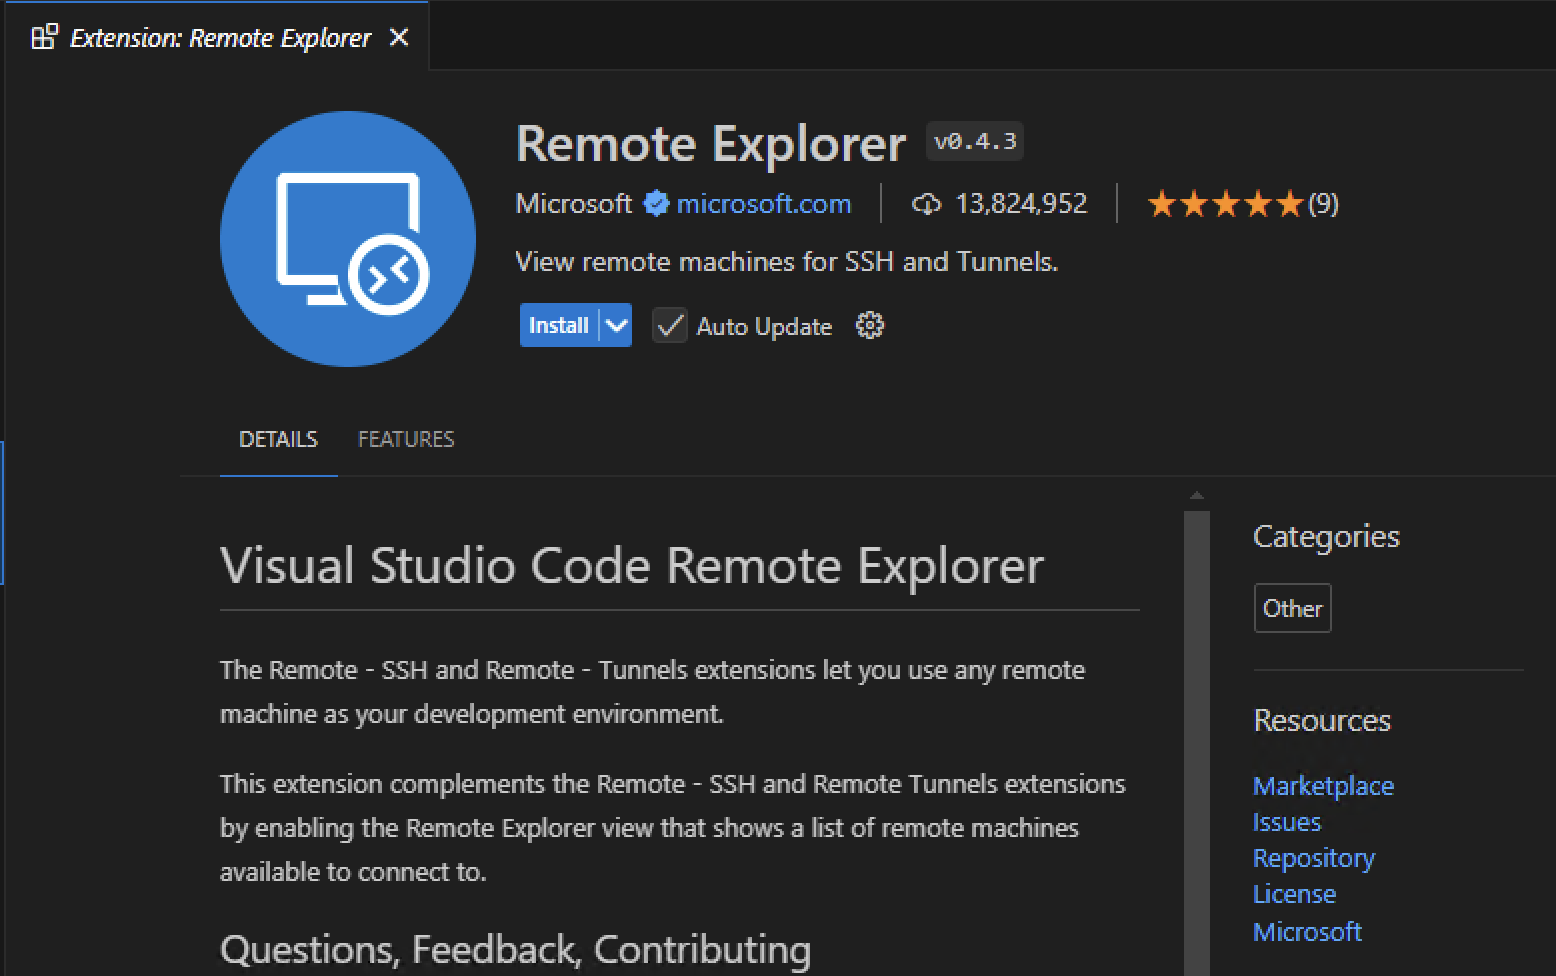 Extension: Remote Explorer
Remote Explorer v0.4.3
Microsoft microsoft.com 13,824,952 (9)
View remote machines for SSH and Tunnels.
Install Auto Update
DETAILS FEATURES
Visual Studio Code Remote Explorer
The Remote - SSH and Remote - Tunnels extensions let you use any remote
machine as your development environment.
This extension complements the Remote - SSH and Remote Tunnels extensions
by enabling the Remote Explorer view that shows a list of remote machines
available to connect to.
Questions, Feedback, Contributing
Categories
Other
Resources
Marketplace
Issues
Repository
License
Microsoft